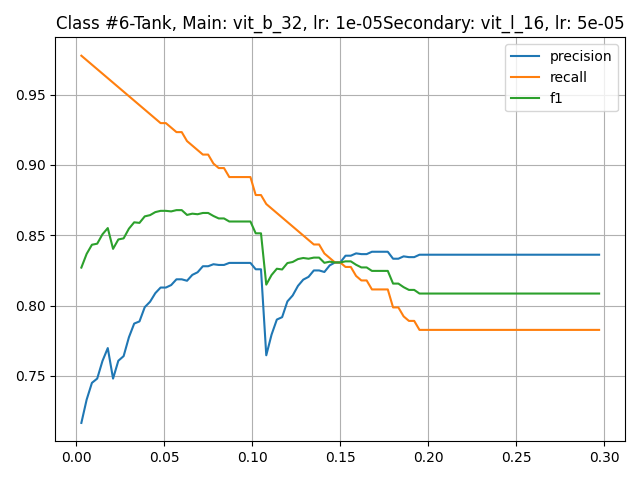 Class #6-Tank, Main: vit_b_32, lr: 1e-05Secondary: vit_l_16, lr: 5e-05
precision
recall
f1
0.95
0.90
0.85
0.80
0.75
0.00 0.05 0.10 0.15 0.20 0.25 0.30